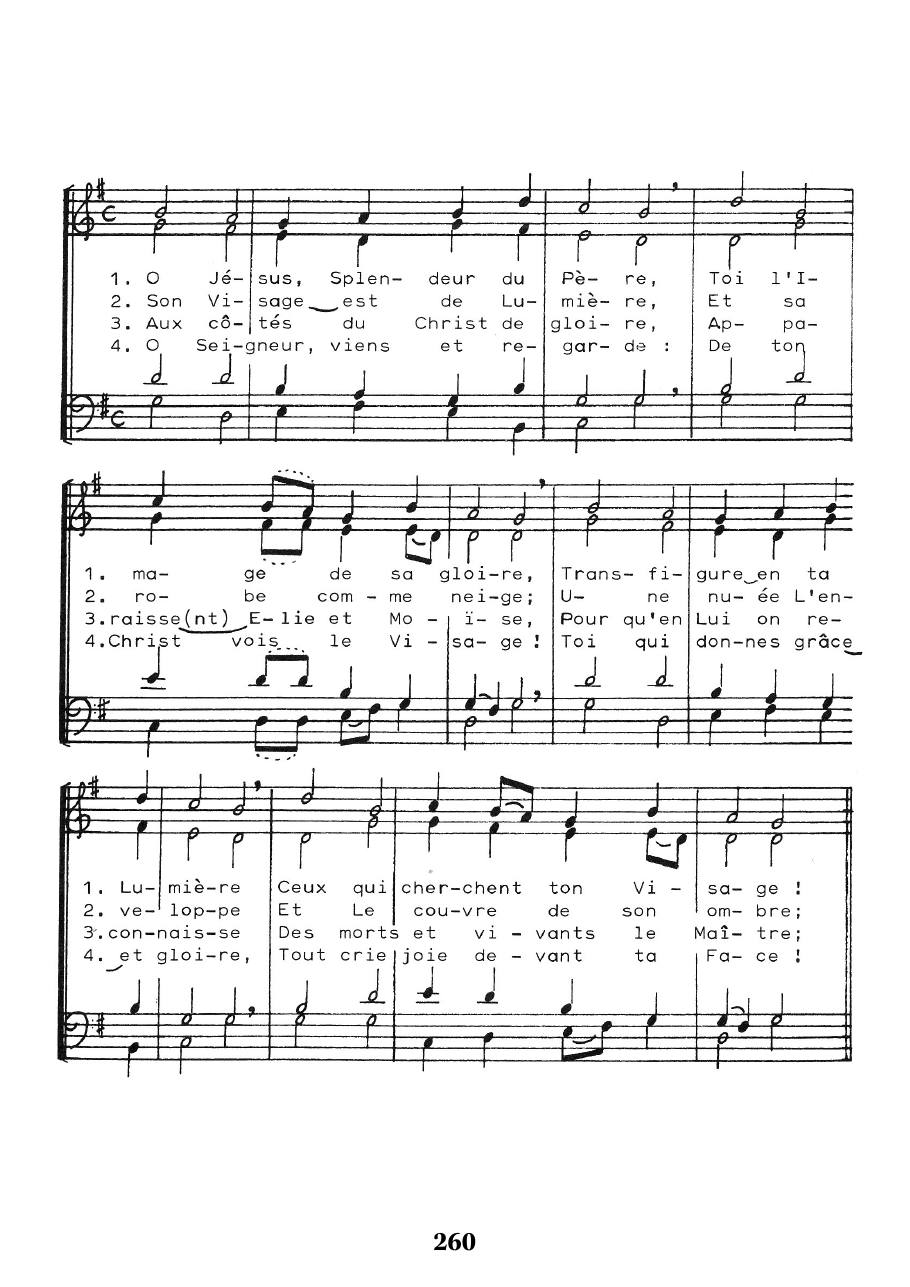 1. O Jé- sus, Splen- deur du Pè- re, Toi l'I-
2. Son Vi- sage est de Lu- miè- re, Et sa
3. Aux cô- tés du Christ de gloi- re, Ap- pa-
4. O Sei-gneur, viens et re- gar- de : De ton
1. ma- ge de sa gloi-re, Trans- fi- gure en ta
2. ro- be com - me nei-ge; U- ne nu- ée L'en-
3.raisse(nt) E-lie et Mo - ï- se, Pour qu'en Lui on re-
4.Christ vois le Vi - sa- ge! Toi qui don-nes grâce
1. Lu- miè-re Ceux qui cher-chent ton Vi - sa- ge !
2. ve- lop-pe Et Le cou-vre de son om- bre;
3.con-nais-se Des morts et vi - vants le Maî- tre;
4. et gloi-re, Tout crie joie de - vant ta Fa- ce !
260